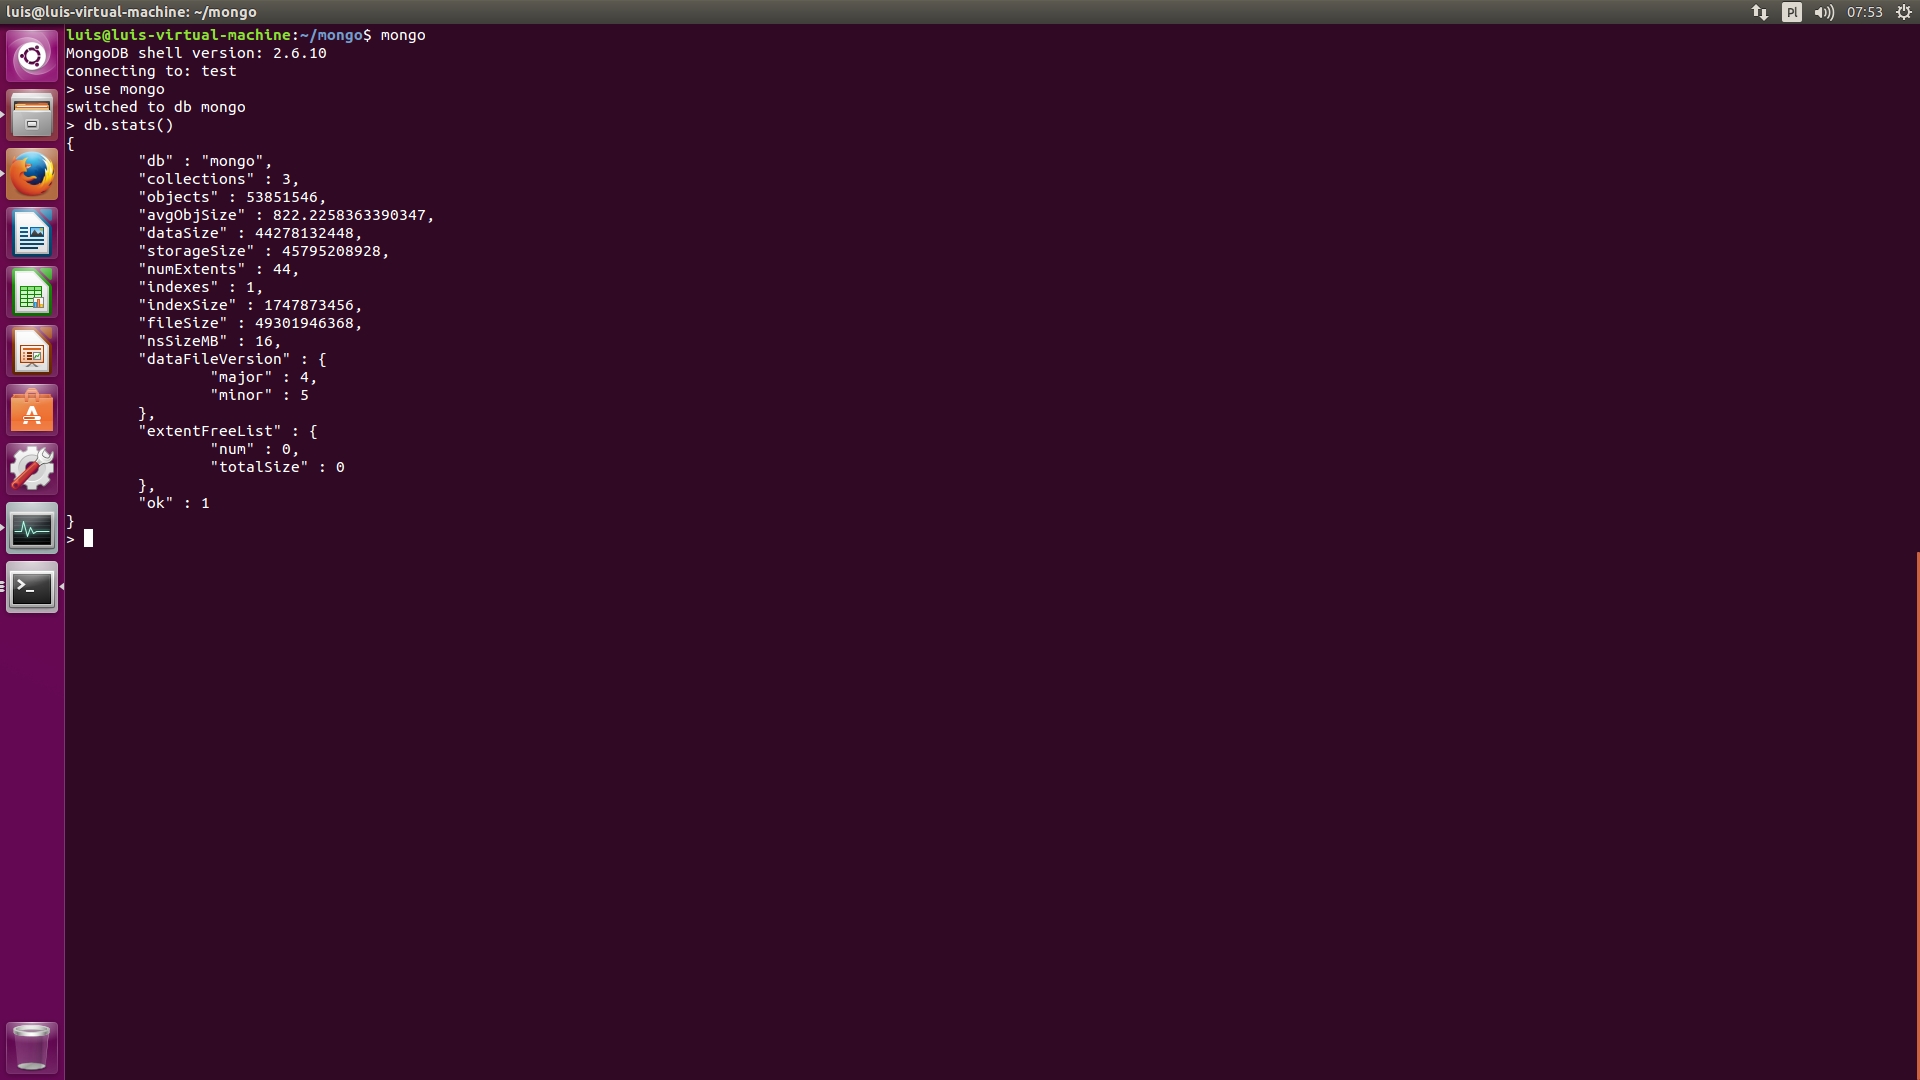 luis@luis-virtual-machine: ~/mongo
Pl
07:53
luis@luis-virtual-machine:~/mongo$ mongo
MongoDB shell version: 2.6.10
connecting to: test
> use mongo
switched to db mongo
> db.stats()
{
"db" : "mongo",
"collections" : 3,
"objects" : 53851546,
"avgObjSize" : 822.2258363390347,
"dataSize" : 44278132448,
"storageSize" : 45795208928,
"numExtents" : 44,
"indexes" : 1,
"indexSize" : 1747873456,
"fileSize" : 49301946368,
"nsSizeMB" : 16,
"dataFileVersion" : {
"major" : 4,
"minor" : 5
},
"extentFreeList" : {
"num" : 0,
"totalSize" : 0
},
"ok" : 1
}
>